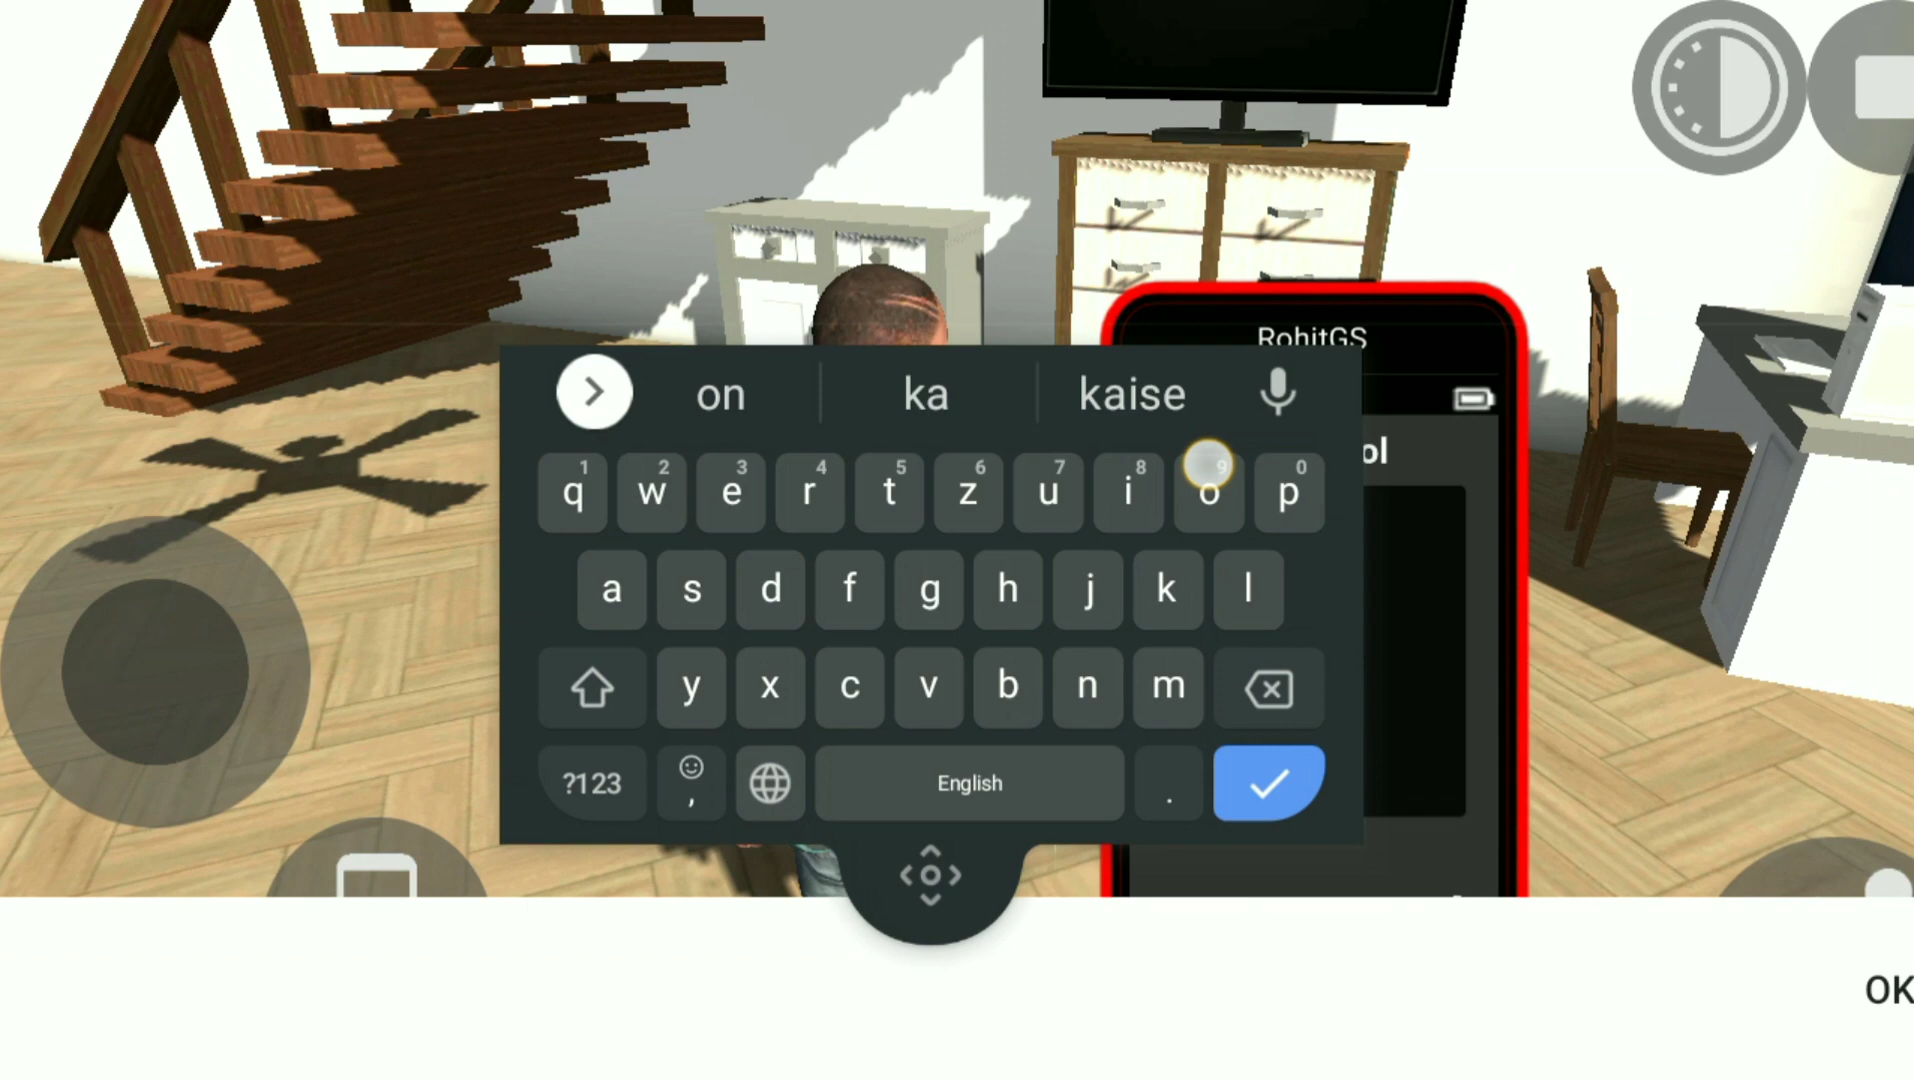 RohitGS
on ka kaise
ol
1 2 3 4 5 6 7 8 9 0
q w e r t z u i o p
a s d f g h j k l
y x c v b n m
?123 , English .
OK